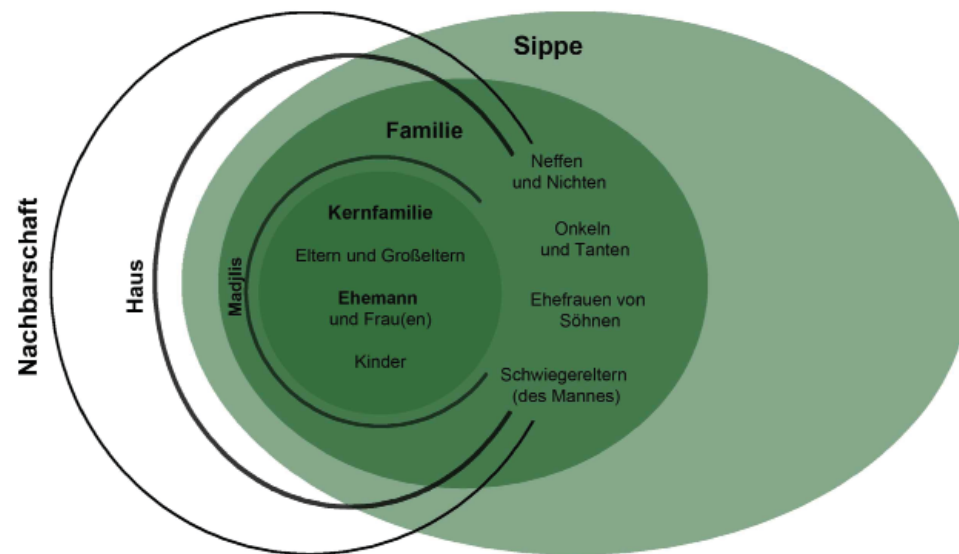 Sippe
Familie
Neffen
und Nichten
Kernfamilie
Onkeln
und Tanten
Eltern und Großeltern
Nachbarschaft
Haus
Madjlis
Ehemann
und Frau(en)
Ehefrauen von
Söhnen
Kinder
Schwiegereltern
(des Mannes)